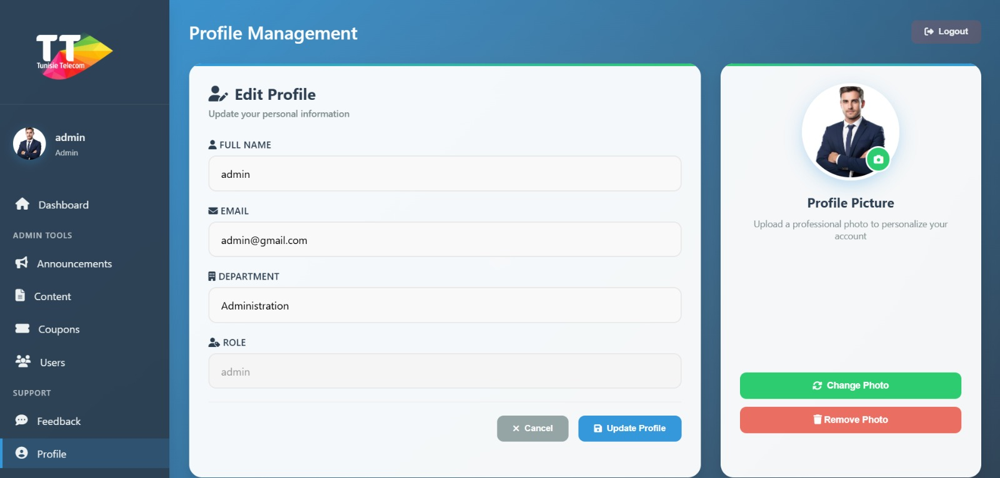 TT
Tunisie Telecom
admin
Admin
Dashboard
ADMIN TOOLS
Announcements
Content
Coupons
Users
SUPPORT
Feedback
Profile
Profile Management
Logout
Edit Profile
Update your personal information
FULL NAME
admin
EMAIL
admin@gmail.com
DEPARTMENT
Administration
ROLE
admin
Cancel
Update Profile
Profile Picture
Upload a professional photo to personalize your
account
Change Photo
Remove Photo